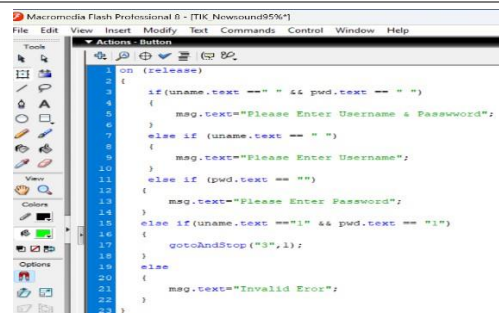 Macromedia Flash Professional 8 - [TIK_Newsound95%*]
File Edit View Insert Modify Text Commands Control Window Help
Tools
Actions - Button
1 on (release)
2 {
3 if(uname.text ==" " && pwd.text == " ")
4 {
5 msg.text="Please Enter Username & Passwword";
6 }
7 else if (uname.text == " ")
8 {
9 msg.text="Please Enter Username";
10 }
11 else if (pwd.text == "")
12 {
13 msg.text="Please Enter Password";
14 }
15 else if(uname.text =="1" && pwd.text == "1")
16 {
17 gotoAndStop("3",1);
18 }
19 else
20 {
21 msg.text="Invalid Eror";
22 }
23 }
View
Colors
Options